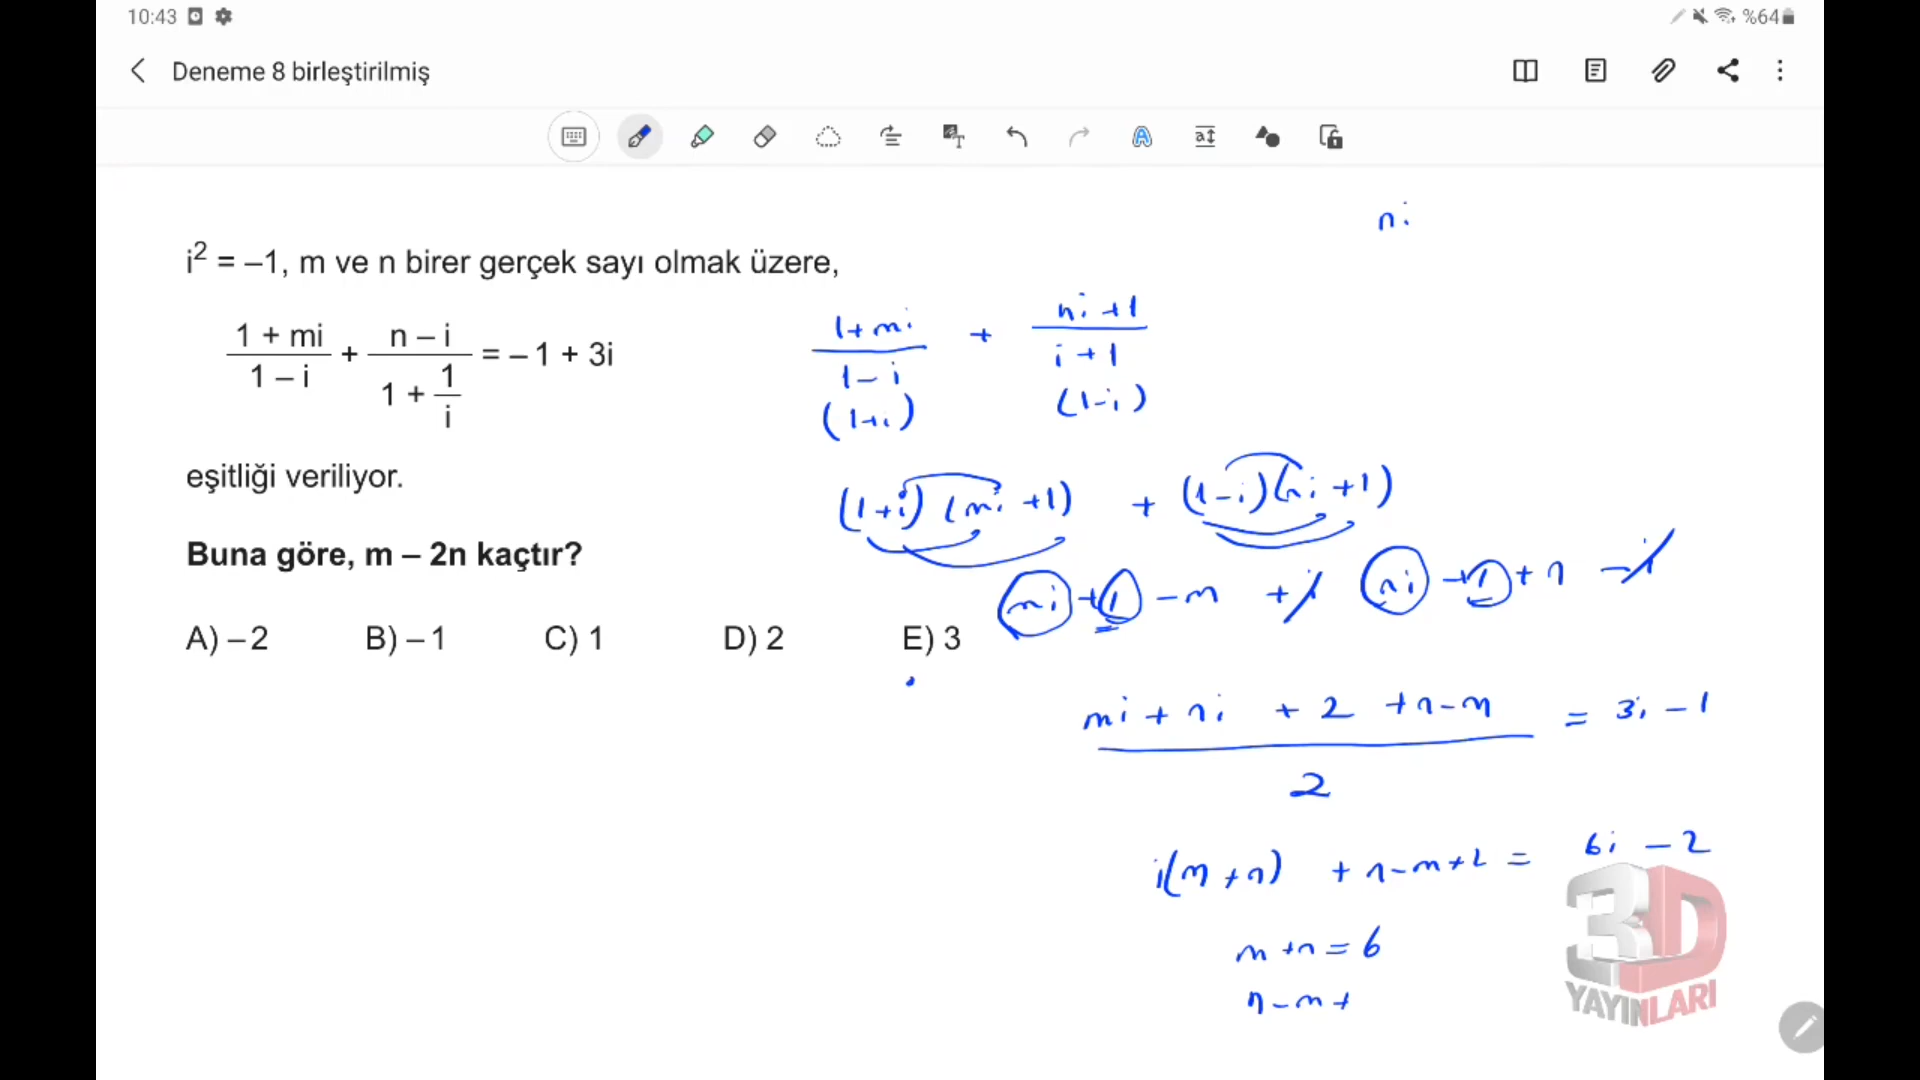 10:43
%64
Deneme 8 birleştirilmiş
i² = –1, m ve n birer gerçek sayı olmak üzere,
1 + mi / 1 – i + n – i / 1 + 1 / i = – 1 + 3i
eşitliği veriliyor.
Buna göre, m – 2n kaçtır?
A) – 2 B) – 1 C) 1 D) 2 E) 3
ni
1+mi / 1-i + ni+1 / i+1
(1+i) (1-i)
(1+i) (mi+1) + (1-i)(ni+1)
mi +1 -m +i ni +1 +n -i
mi + ni + 2 +n-m / 2 = 3i - 1
i(m+n) + n-m+2 = 6i - 2
m+n = 6
n-m+
3D
YAYINLARI